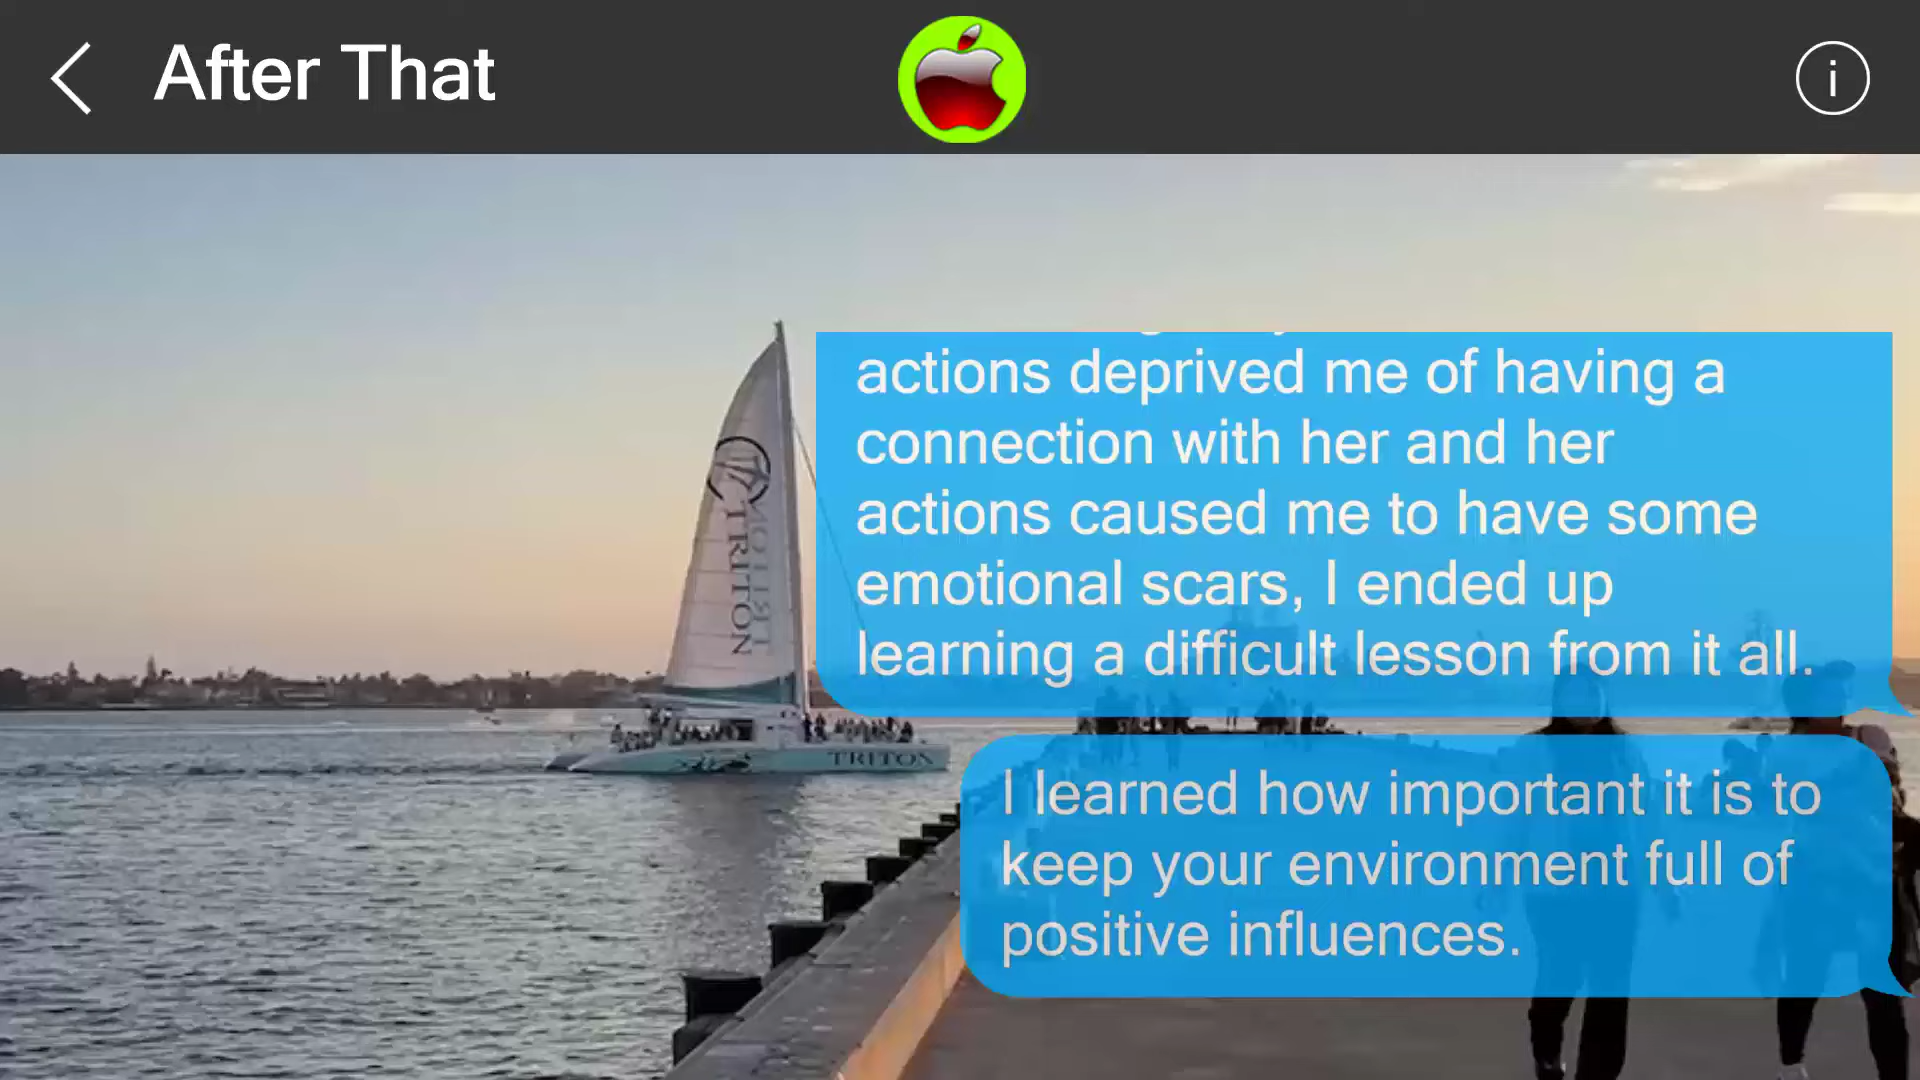 After That
actions deprived me of having a
connection with her and her
actions caused me to have some
emotional scars, I ended up
learning a difficult lesson from it all.
I learned how important it is to
keep your environment full of
positive influences.
TRITON
TRITON